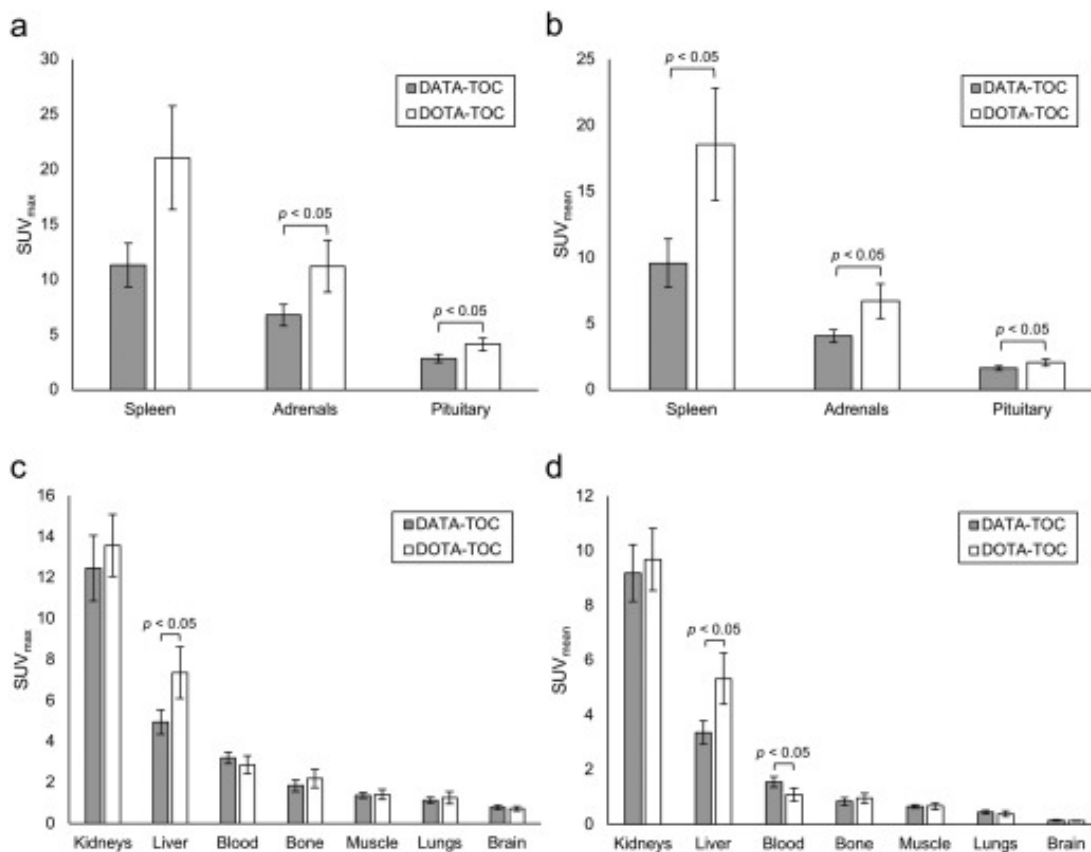 a
30
25
20
15
10
5
0
SUVmax
DATA-TOC
DOTA-TOC
p < 0.05
p < 0.05
Spleen Adrenals Pituitary
b
25
20
15
10
5
0
SUVmean
DATA-TOC
DOTA-TOC
p < 0.05
p < 0.05
p < 0.05
Spleen Adrenals Pituitary
c
16
14
12
10
8
6
4
2
0
SUVmax
DATA-TOC
DOTA-TOC
p < 0.05
Kidneys Liver Blood Bone Muscle Lungs Brain
d
12
10
8
6
4
2
0
SUVmean
DATA-TOC
DOTA-TOC
p < 0.05
p < 0.05
Kidneys Liver Blood Bone Muscle Lungs Brain